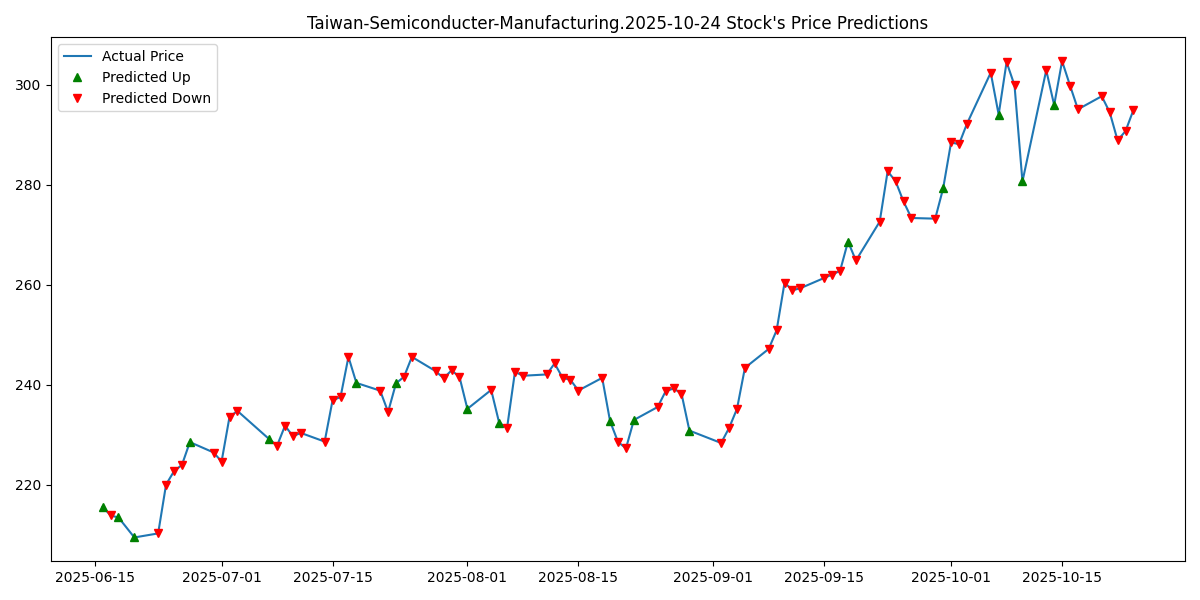 Taiwan-Semiconducter-Manufacturing.2025-10-24 Stock's Price Predictions
Actual Price
Predicted Up
Predicted Down
300
280
260
240
220
2025-06-15 2025-07-01 2025-07-15 2025-08-01 2025-08-15 2025-09-01 2025-09-15 2025-10-01 2025-10-15